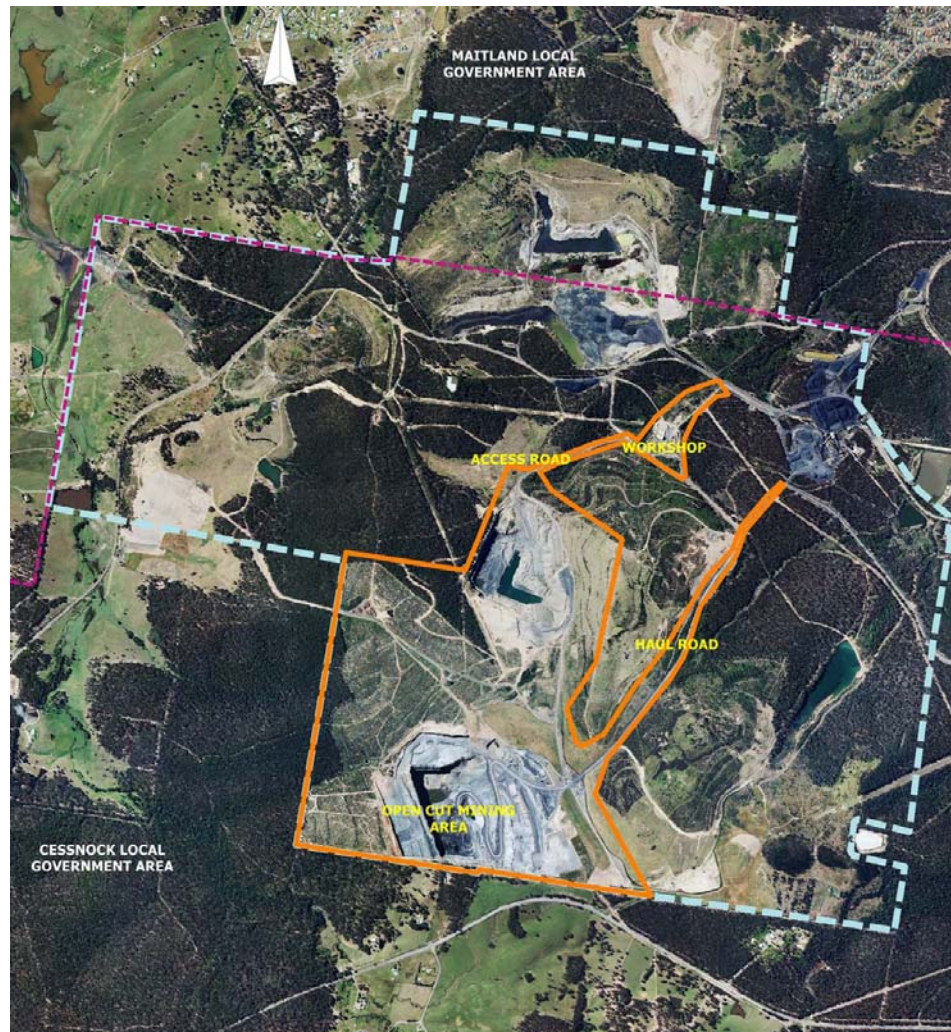 MAITLAND LOCAL
GOVERNMENT AREA
ACCESS ROAD
WORKSHOP
HAUL ROAD
OPEN CUT MINING
AREA
CESSNOCK LOCAL
GOVERNMENT AREA